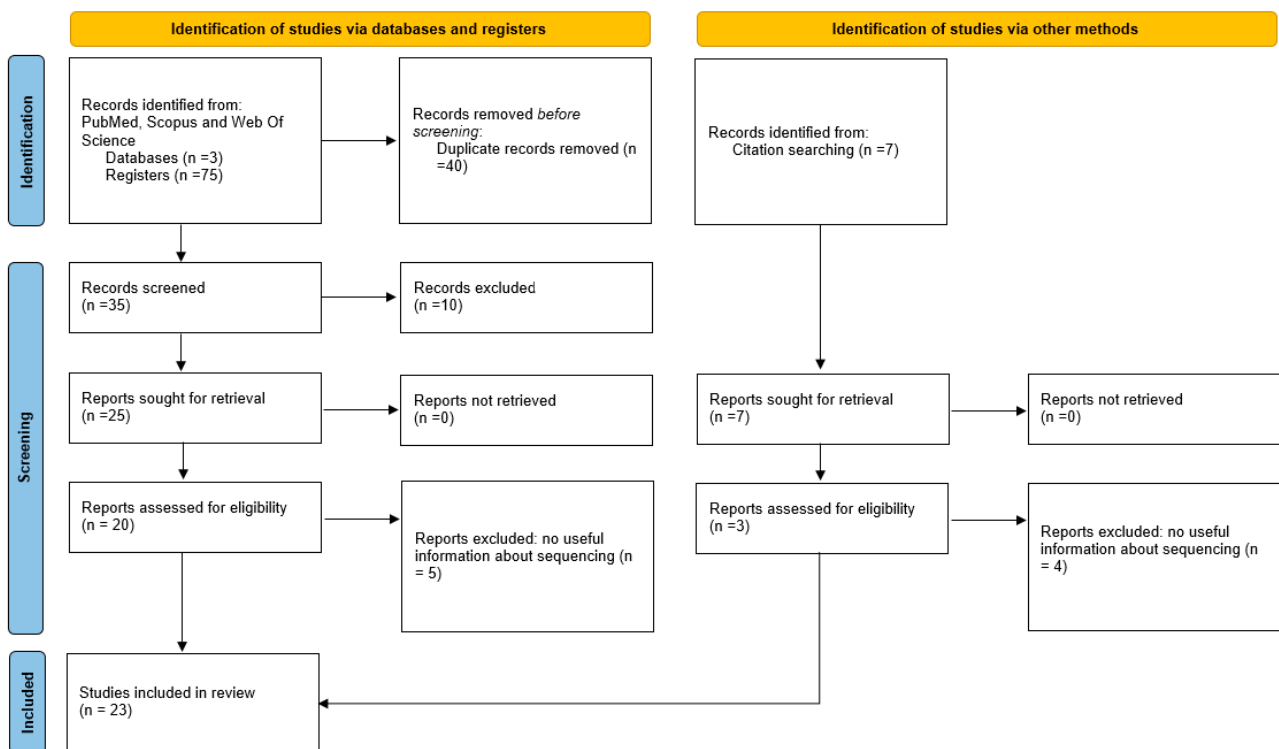 Identification of studies via databases and registers
Identification of studies via other methods
Identification
Records identified from:
PubMed, Scopus and Web Of
Science
Databases (n =3)
Registers (n =75)
Records removed before
screening:
Duplicate records removed (n
=40)
Records identified from:
Citation searching (n =7)
Screening
Records screened
(n =35)
Records excluded
(n =10)
Reports sought for retrieval
(n =25)
Reports not retrieved
(n =0)
Reports sought for retrieval
(n =7)
Reports not retrieved
(n =0)
Reports assessed for eligibility
(n = 20)
Reports excluded: no useful
information about sequencing (n
= 5)
Reports assessed for eligibility
(n =3)
Reports excluded: no useful
information about sequencing (n
= 4)
Included
Studies included in review
(n = 23)